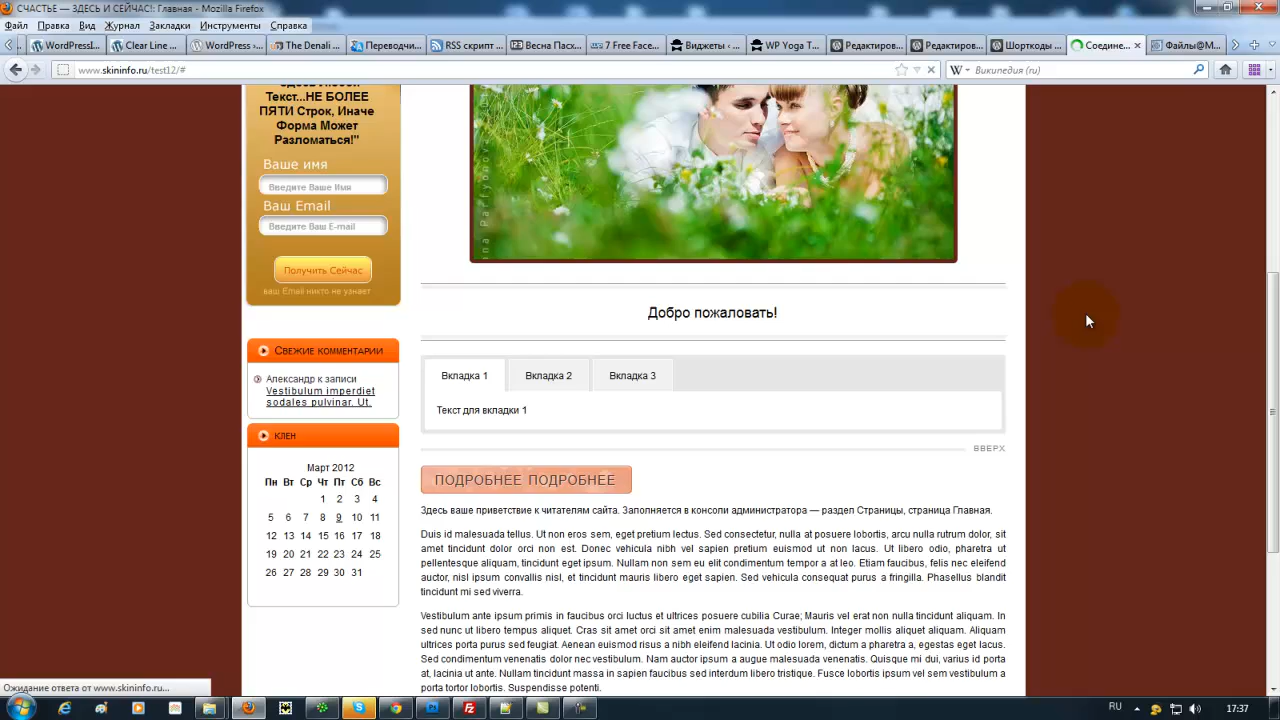 СЧАСТЬЕ — ЗДЕСЬ И СЕЙЧАС!: Главная - Mozilla Firefox
Файл Правка Вид Журнал Закладки Инструменты Справка
WordPress|... Clear Line ... WordPress »... The Denali ... Переводчи... RSS скрипт ... Весна Пасх... 7 Free Face... Виджеты ‹ ... WP Yoga T... Редактиров... Редактиров... Шорткоды ... Соедине... Файлы@M...
www.skininfo.ru/test12/#
Википедия (ru)
Текст...НЕ БОЛЕЕ
ПЯТИ Строк, Иначе
Форма Может
Разломаться!"
Ваше имя
Введите Ваше Имя
Ваш Email
Введите Ваш E-mail
Получить Сейчас
ваш Email никто не узнает
Свежие комментарии
Александр к записи
Vestibulum imperdiet
sodales pulvinar. Ut.
клен
Март 2012
Пн Вт Ср Чт Пт Сб Вс
1 2 3 4
5 6 7 8 9 10 11
12 13 14 15 16 17 18
19 20 21 22 23 24 25
26 27 28 29 30 31
Добро пожаловать!
Вкладка 1 Вкладка 2 Вкладка 3
Текст для вкладки 1
ВВЕРХ
ПОДРОБНЕЕ ПОДРОБНЕЕ
Здесь ваше приветствие к читателям сайта. Заполняется в консоли администратора — раздел Страницы, страница Главная.
Duis id malesuada tellus. Ut non eros sem, eget pretium lectus. Sed consectetur, nulla at posuere lobortis, arcu nulla rutrum dolor, sit
amet tincidunt dolor orci non est. Donec vehicula nibh vel sapien pretium euismod ut non lacus. Ut libero odio, pharetra ut
pellentesque aliquam, tincidunt eget ipsum. Nullam non sem eu elit condimentum tempor a at leo. Etiam faucibus, felis nec eleifend
auctor, nisl ipsum convallis nisl, et tincidunt mauris libero eget sapien. Sed vehicula consequat purus a fringilla. Phasellus blandit
tincidunt mi sed viverra.
Vestibulum ante ipsum primis in faucibus orci luctus et ultrices posuere cubilia Curae; Mauris vel erat non nulla tincidunt aliquam. In
sed nunc ut libero tempus aliquet. Cras sit amet orci sit amet enim malesuada vestibulum. Integer mollis aliquet aliquam. Aliquam
ultrices porta purus sed feugiat. Aenean euismod risus a nibh eleifend lacinia. Ut odio lorem, dictum a pharetra a, egestas eget lacus.
Sed condimentum venenatis dolor nec vestibulum. Nam auctor ipsum a augue malesuada venenatis. Quisque mi dui, varius id porta
at, lacinia ut ante. Nullam tincidunt massa in sapien faucibus sed interdum libero tristique. Fusce lobortis ipsum vel sem vestibulum
porta tortor lobortis. Suspendisse potenti.
Ожидание ответа от www.skininfo.ru...
RU
17:37